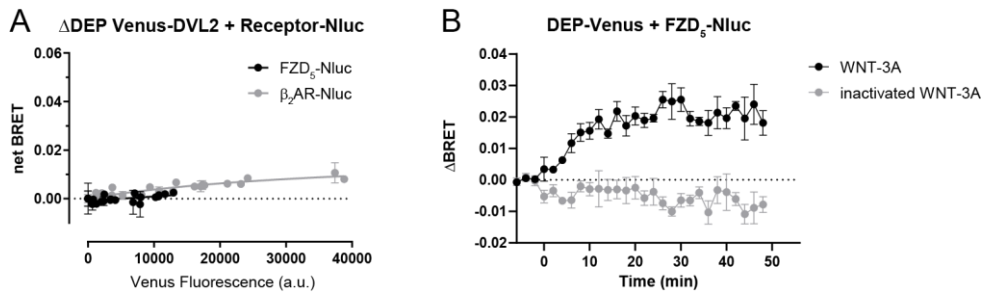 A
ΔDEP Venus-DVL2 + Receptor-Nluc
net BRET
0.06
0.04
0.02
0.00
FZD₅-Nluc
β₂AR-Nluc
0
10000
20000
30000
40000
Venus Fluorescence (a.u.)
B
DEP-Venus + FZD₅-Nluc
ΔBRET
0.04
0.03
0.02
0.01
0.00
-0.01
-0.02
WNT-3A
inactivated WNT-3A
0
10
20
30
40
50
Time (min)